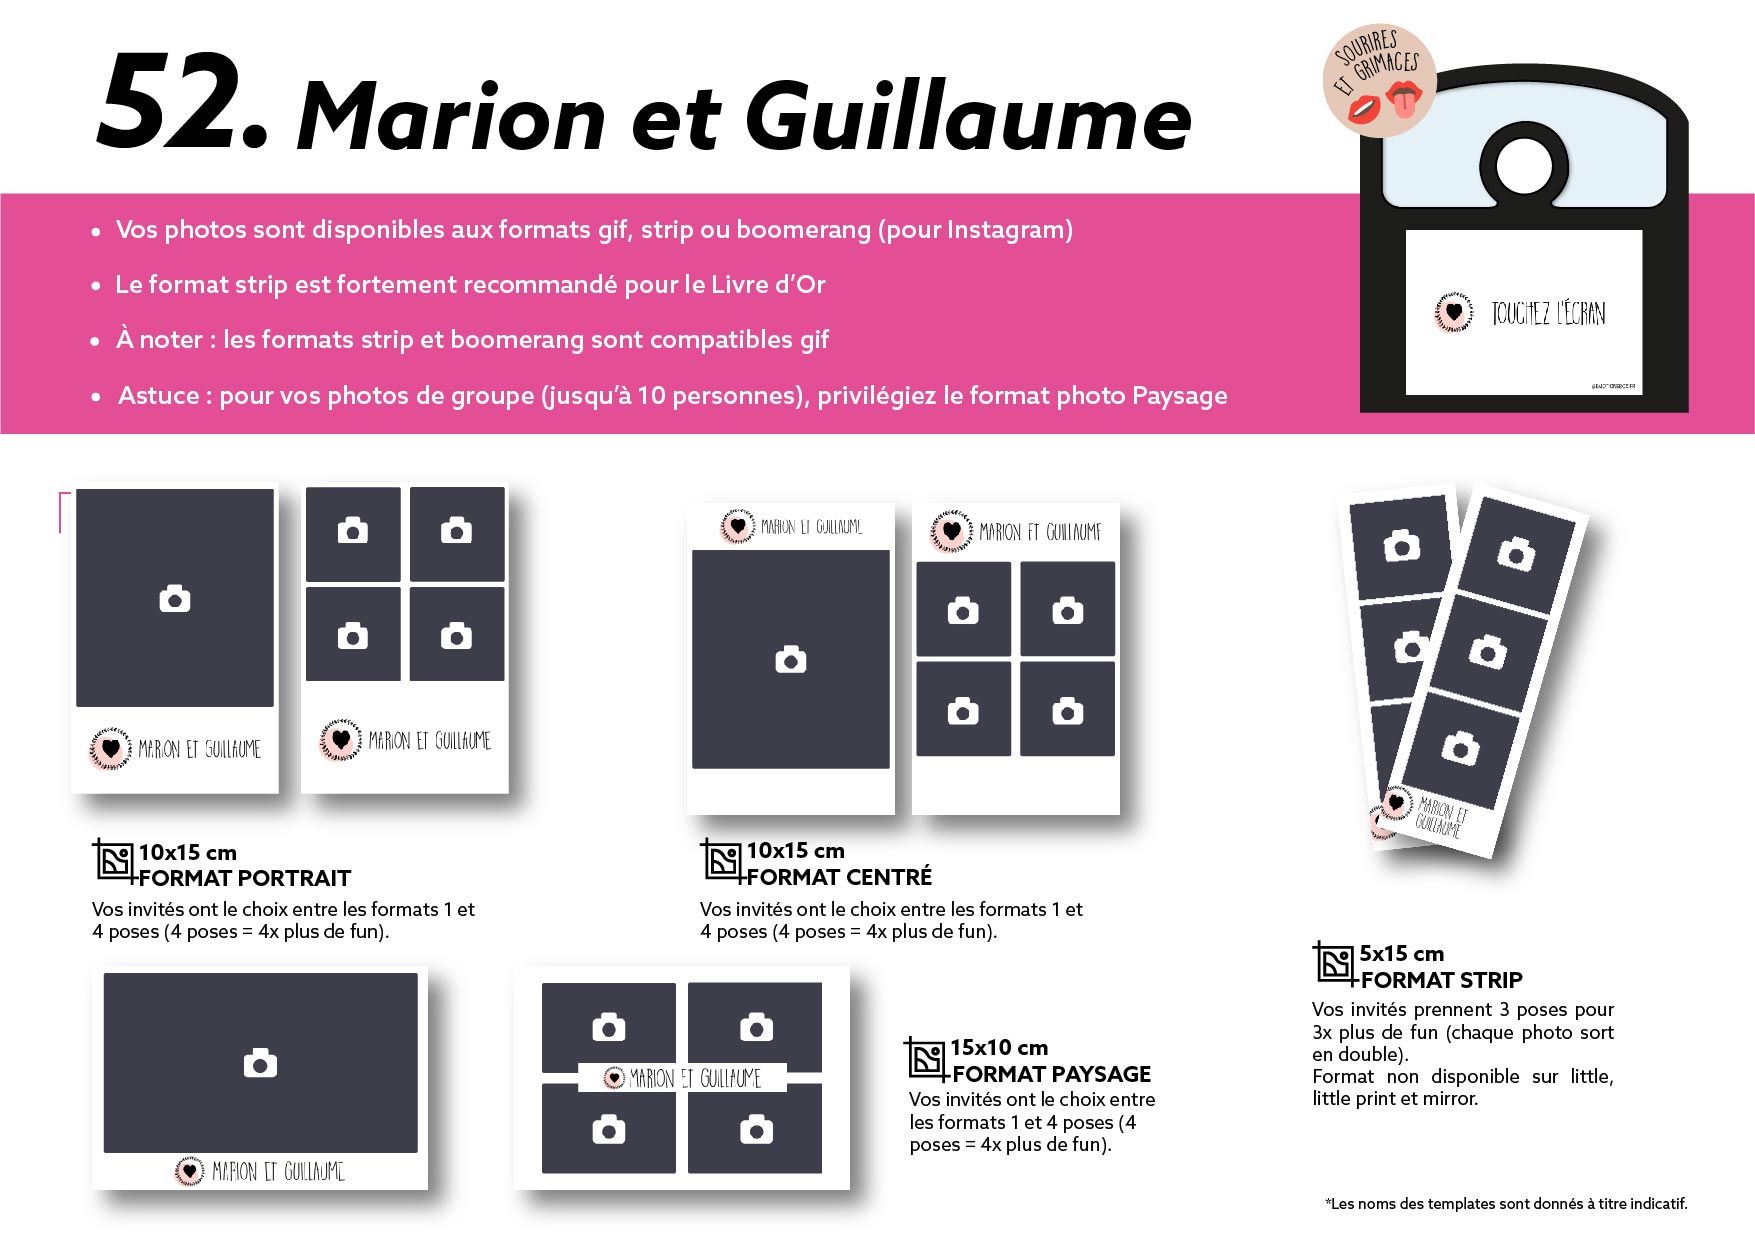 52. Marion et Guillaume
SOURIRES
ET GRIMACES
• Vos photos sont disponibles aux formats gif, strip ou boomerang (pour Instagram)
• Le format strip est fortement recommandé pour le Livre d’Or
• À noter : les formats strip et boomerang sont compatibles gif
• Astuce : pour vos photos de groupe (jusqu’à 10 personnes), privilégiez le format photo Paysage
TOUCHEZ L'ÉCRAN
MARION ET GUILLAUME
MARION ET GUILLAUME
10x15 cm
FORMAT PORTRAIT
Vos invités ont le choix entre les formats 1 et
4 poses (4 poses = 4x plus de fun).
MARION ET GUILLAUME
MARION ET GUILLAUME
10x15 cm
FORMAT CENTRÉ
Vos invités ont le choix entre les formats 1 et
4 poses (4 poses = 4x plus de fun).
MARION ET
GUILLAUME
5x15 cm
FORMAT STRIP
Vos invités prennent 3 poses pour
3x plus de fun (chaque photo sort
en double).
Format non disponible sur little,
little print et mirror.
MARION ET GUILLAUME
MARION ET GUILLAUME
15x10 cm
FORMAT PAYSAGE
Vos invités ont le choix entre
les formats 1 et 4 poses (4
poses = 4x plus de fun).
*Les noms des templates sont donnés à titre indicatif.